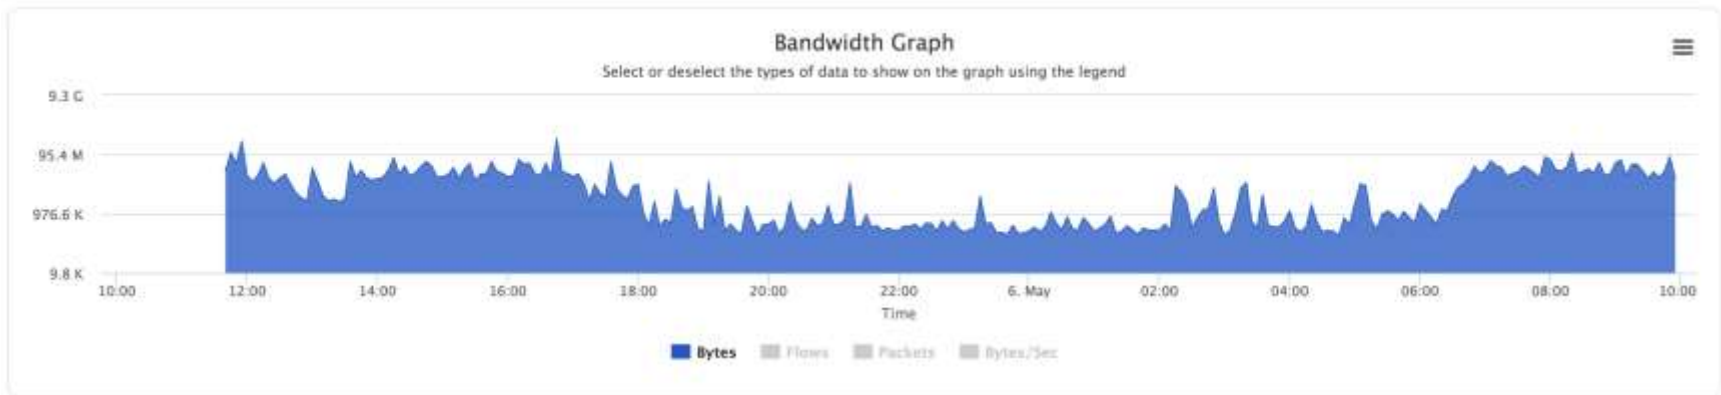 Bandwidth Graph
Select or deselect the types of data to show on the graph using the legend
9.3 G
95.4 M
976.6 K
9.8 K
10:00 12:00 14:00 16:00 18:00 20:00 22:00 6. May 02:00 04:00 06:00 08:00 10:00
Time
Bytes Flows Packets Bytes/Sec